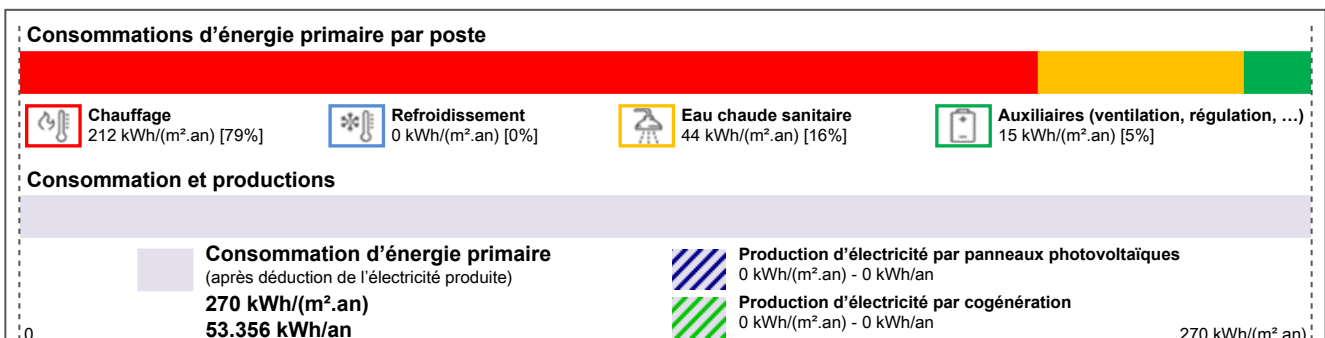 Consommations d'énergie primaire par poste
Chauffage
212 kWh/(m².an) [79%]
Refroidissement
0 kWh/(m².an) [0%]
Eau chaude sanitaire
44 kWh/(m².an) [16%]
Auxiliaires (ventilation, régulation, …)
15 kWh/(m².an) [5%]
Consommation et productions
Consommation d'énergie primaire
(après déduction de l'électricité produite)
270 kWh/(m².an)
53.356 kWh/an
Production d'électricité par panneaux photovoltaïques
0 kWh/(m².an) - 0 kWh/an
Production d'électricité par cogénération
0 kWh/(m².an) - 0 kWh/an
0
270 kWh/(m².an)